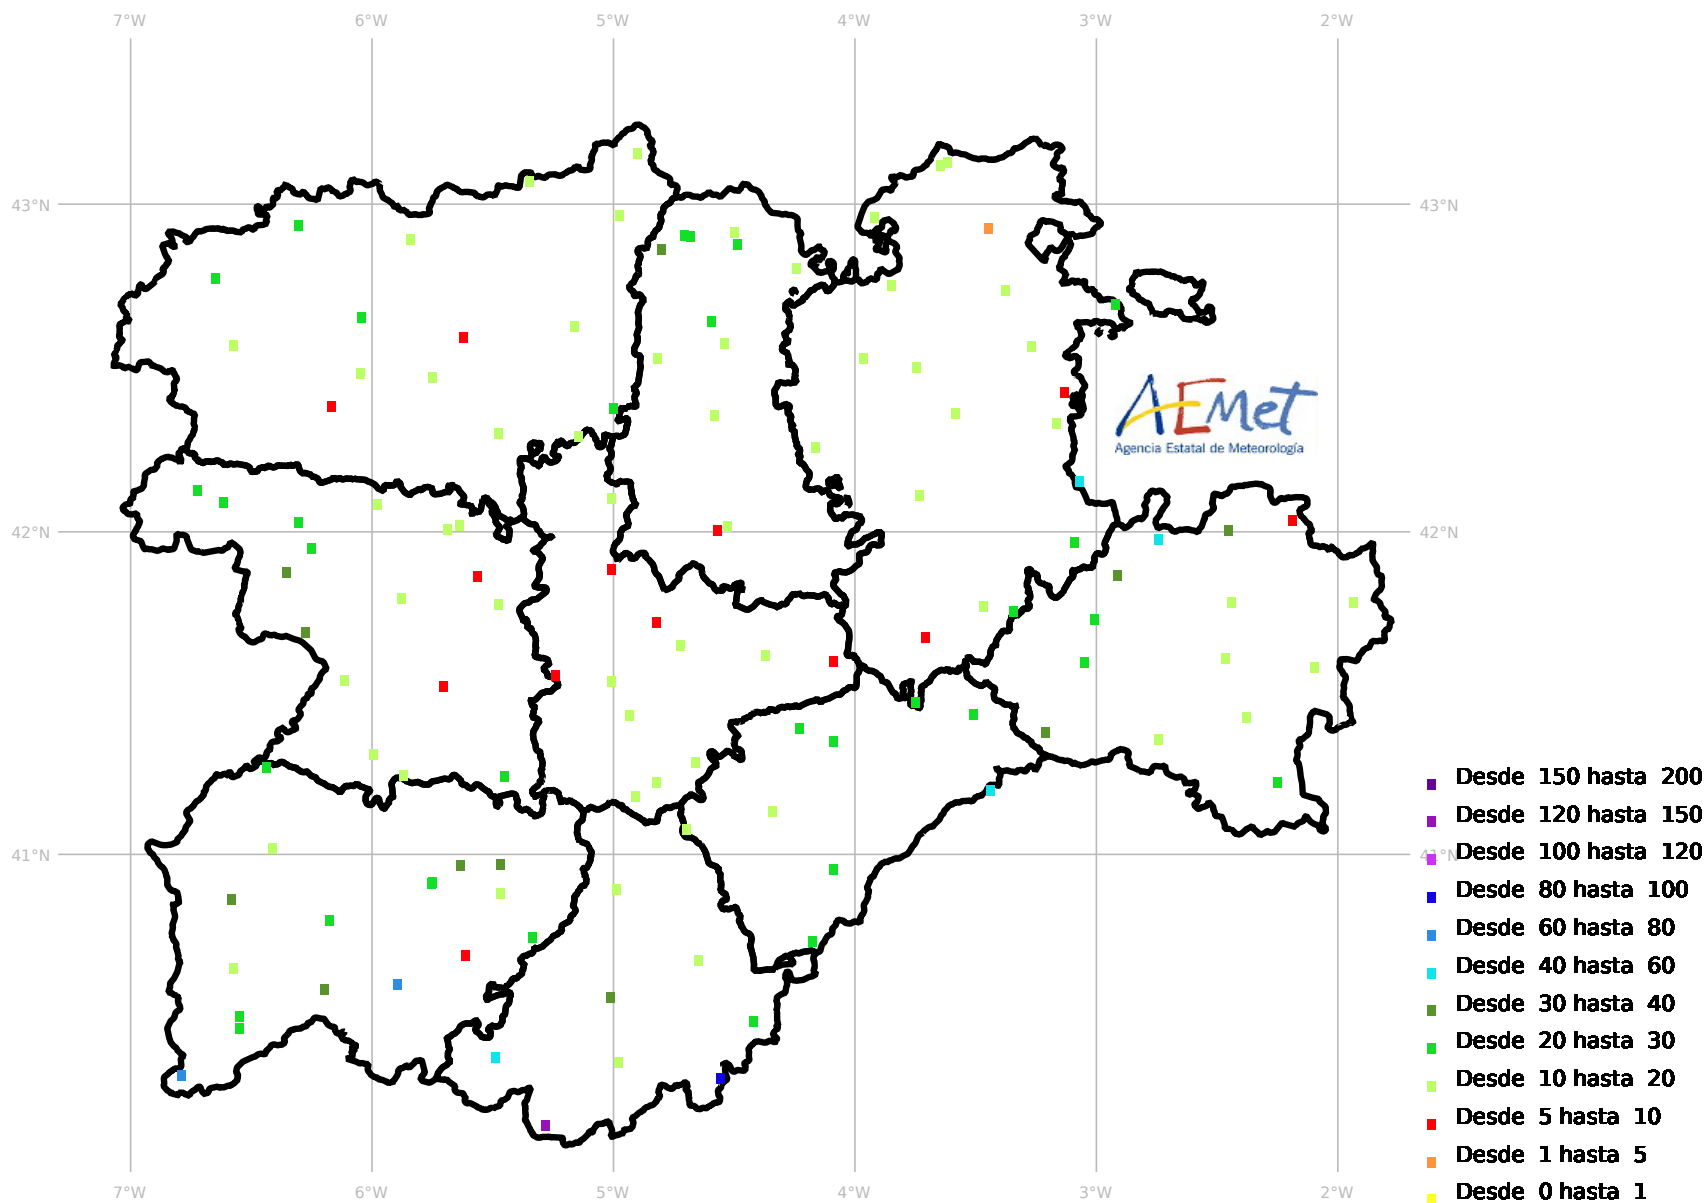 7°W 6°W 5°W 4°W 3°W 2°W
43°N 43°N
AEMet
Agencia Estatal de Meteorología
42°N 42°N
Desde 150 hasta 200
Desde 120 hasta 150
41°N 41°N
Desde 100 hasta 120
Desde 80 hasta 100
Desde 60 hasta 80
Desde 40 hasta 60
Desde 30 hasta 40
Desde 20 hasta 30
Desde 10 hasta 20
Desde 5 hasta 10
Desde 1 hasta 5
Desde 0 hasta 1
7°W 6°W 5°W 4°W 3°W 2°W